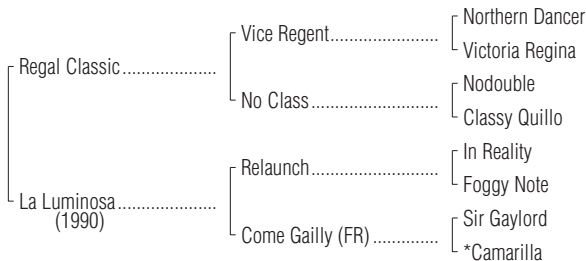 Northern Dancer
Vice Regent
Victoria Regina
Regal Classic
Nodouble
No Class
Classy Quillo
In Reality
Relaunch
Foggy Note
La Luminosa
(1990)
Sir Gaylord
Come Gailly (FR)
*Camarilla